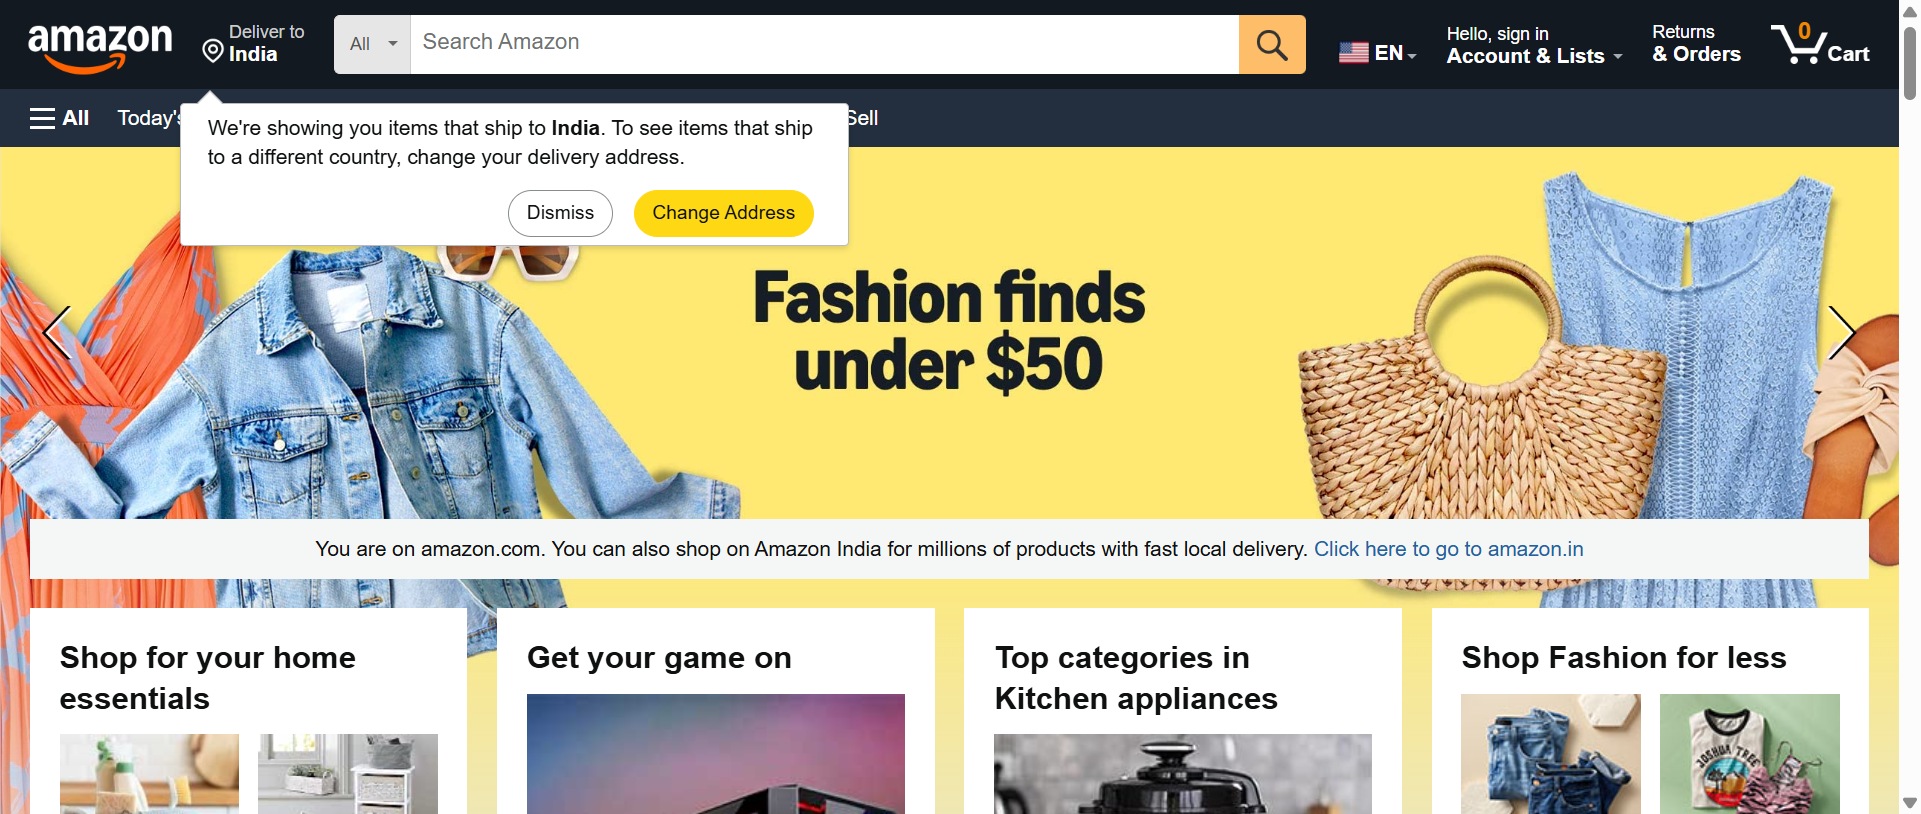 amazon
Deliver to
India
All
Search Amazon
EN
Hello, sign in
Account & Lists
Returns
& Orders
0
Cart
All
Today's
Sell
We're showing you items that ship to India. To see items that ship
to a different country, change your delivery address.
Dismiss
Change Address
Fashion finds
under $50
You are on amazon.com. You can also shop on Amazon India for millions of products with fast local delivery. Click here to go to amazon.in
Shop for your home
essentials
Get your game on
Top categories in
Kitchen appliances
Shop Fashion for less
JOSHUA TREE